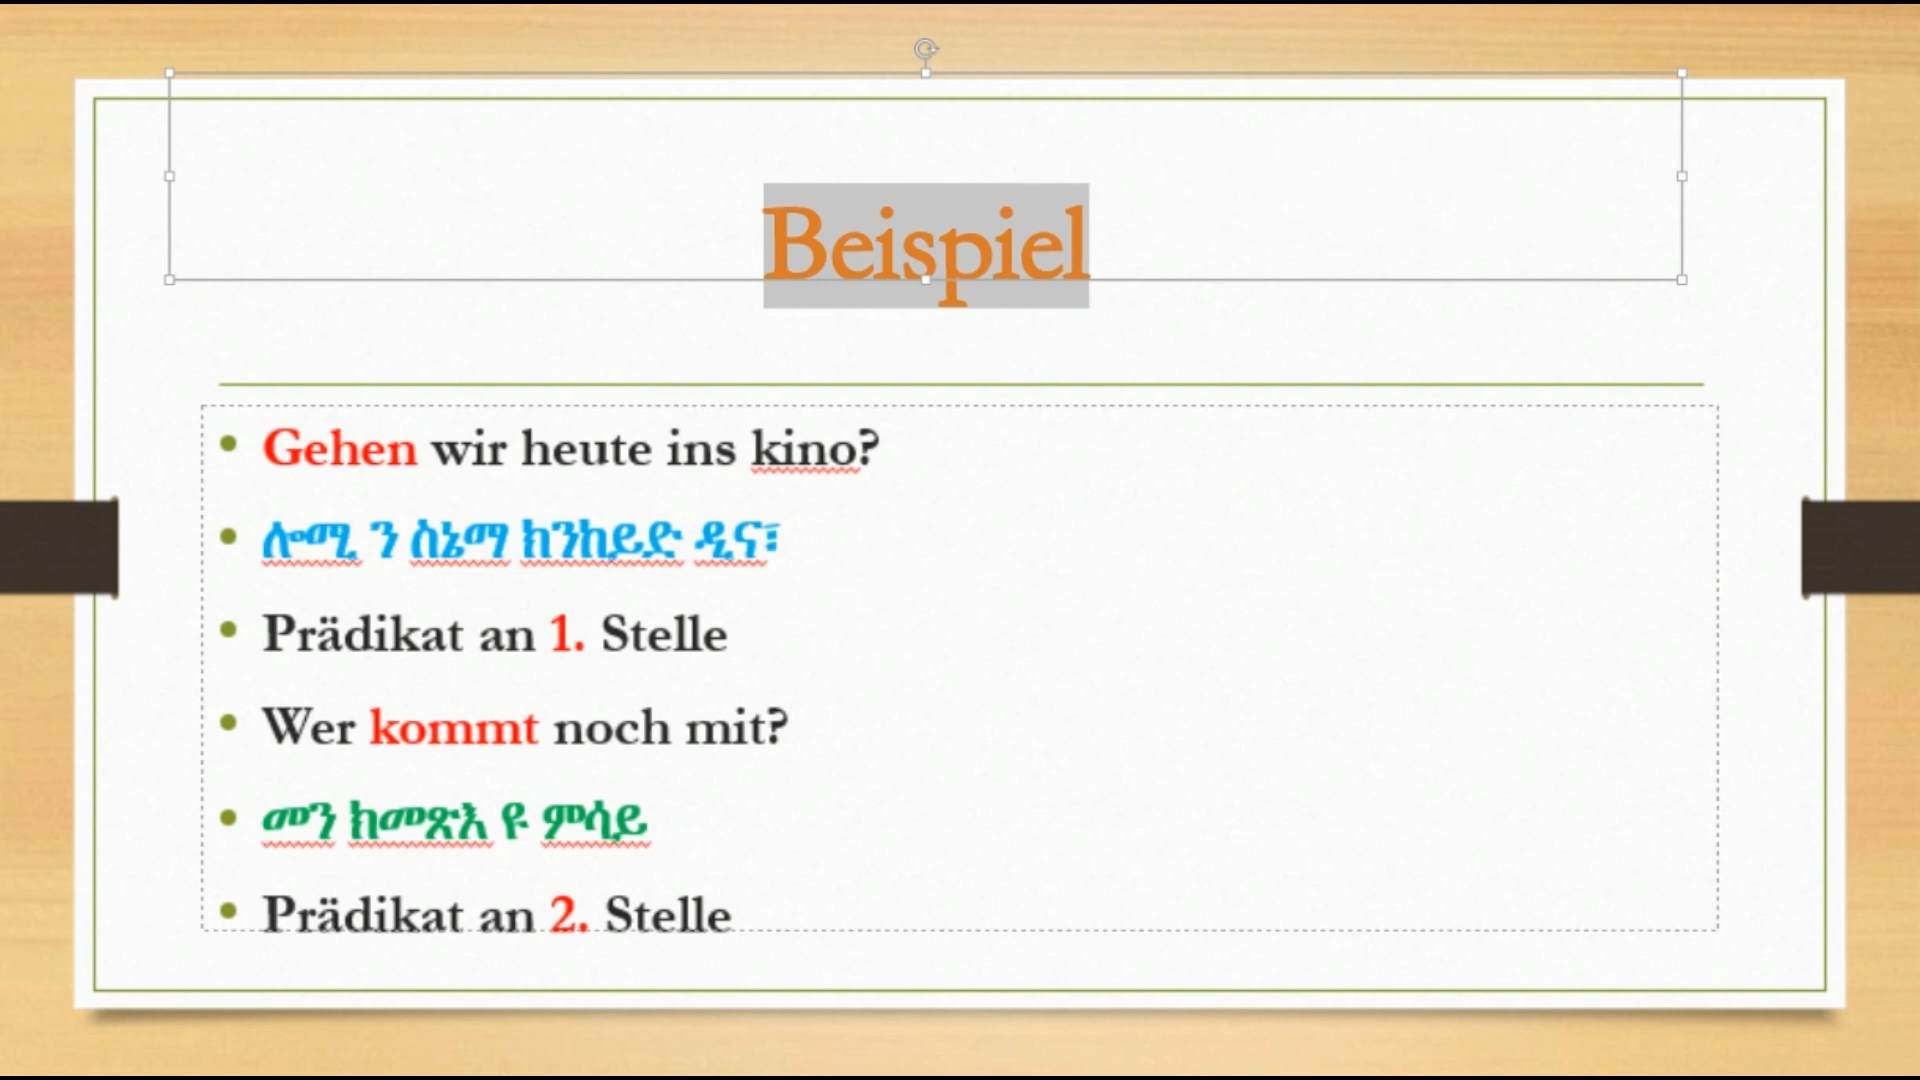 Beispiel
Gehen wir heute ins kino?
ሎሚ ን ስኔማ ክንከይድ ዲና፣
Prädikat an 1. Stelle
Wer kommt noch mit?
መን ክመጽእ ዩ ምሳይ
Prädikat an 2. Stelle